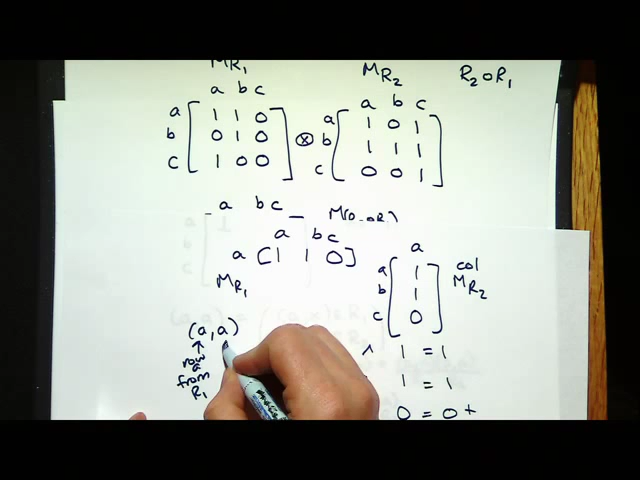 MR₁ MR₂ R₂ o R₁
a b c a b c
a [ 1 1 0 ] ⊗ a [ 1 0 1 ]
b [ 0 1 0 ] b [ 1 1 1 ]
c [ 1 0 0 ] c [ 0 0 1 ]
a b c
a b c
a [ 1 1 0 ]
MR₁
a
a [ 1 ]
b [ 1 ]
c [ 0 ]
col
MR₂
(a, a)
↑
row
a
from
R₁
^ 1 = 1
1 = 1
0 = 0 +